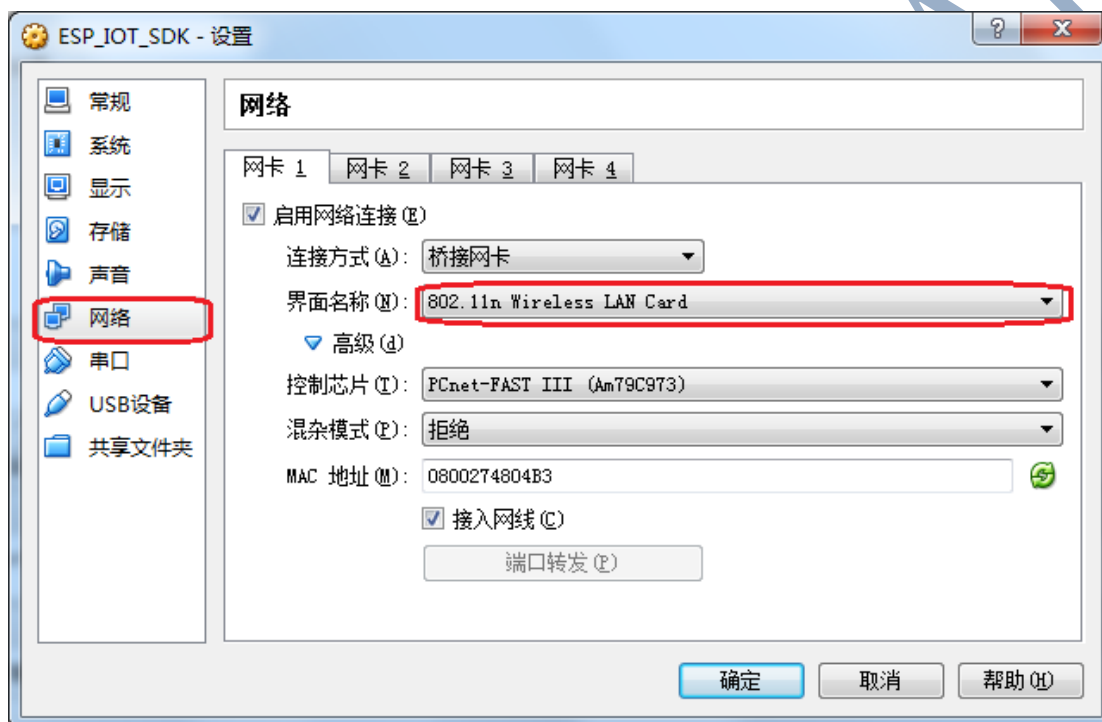 ESP_IOT_SDK - 设置
常规
系统
显示
存储
声音
网络
串口
USB设备
共享文件夹
网络
网卡 1 网卡 2 网卡 3 网卡 4
启用网络连接(E)
连接方式(A): 桥接网卡
界面名称(N): 802.11n Wireless LAN Card
高级(d)
控制芯片(T): PCnet-FAST III (Am79C973)
混杂模式(P): 拒绝
MAC 地址(M): 0800274804B3
接入网线(C)
端口转发(P)
确定 取消 帮助(H)